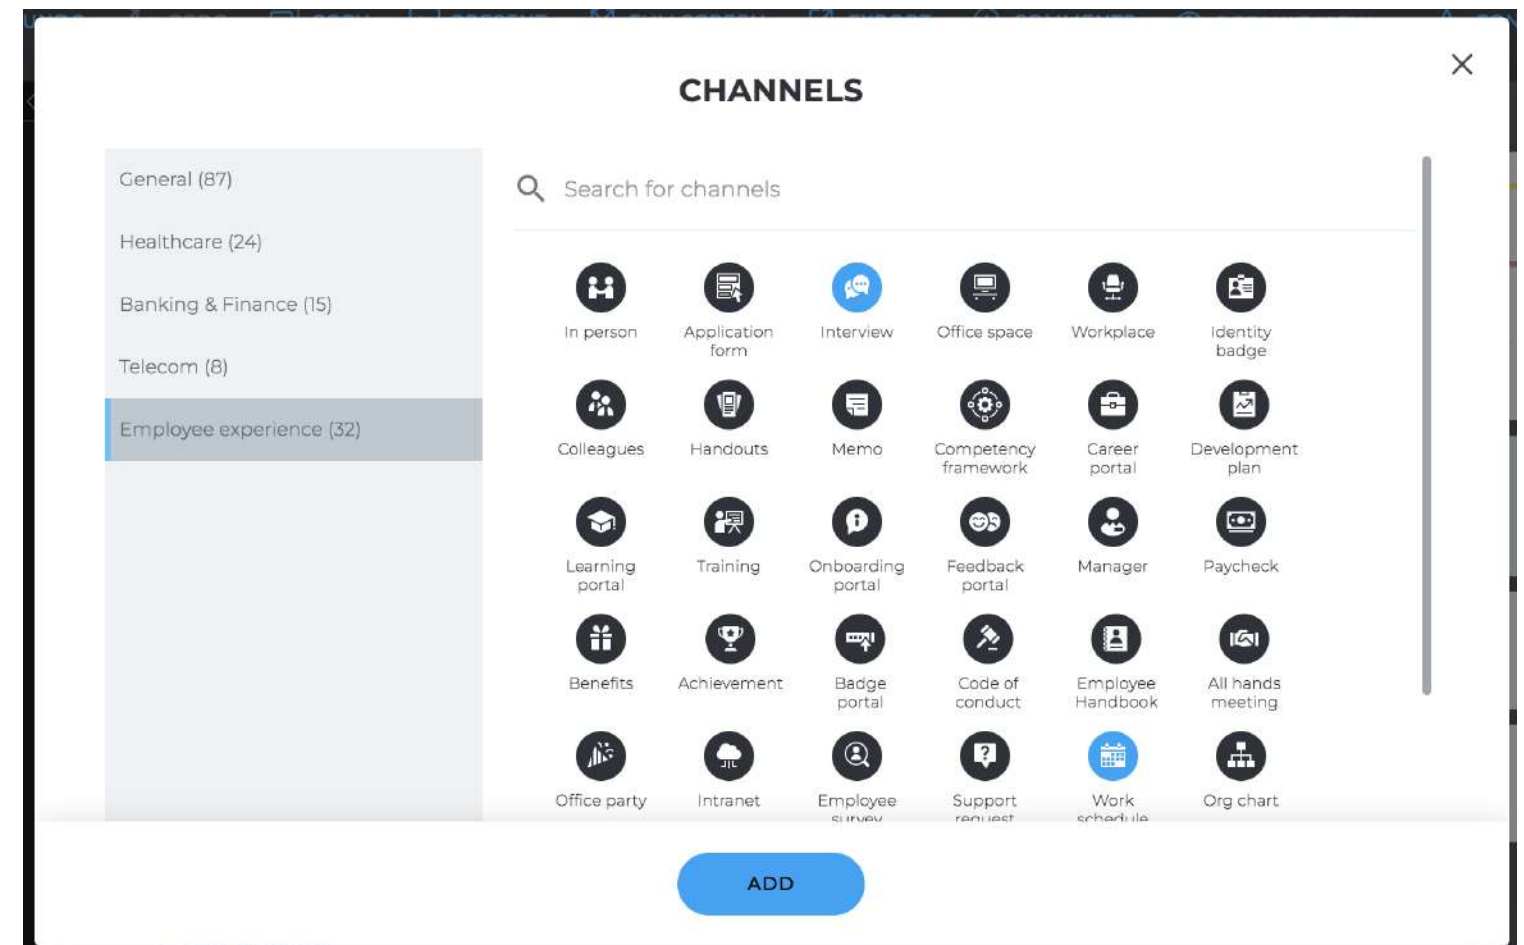 CHANNELS
General (87)
Healthcare (24)
Banking & Finance (15)
Telecom (8)
Employee experience (32)
Search for channels
In person
Application
form
Interview
Office space
Workplace
Identity
badge
Colleagues
Handouts
Memo
Competency
framework
Career
portal
Development
plan
Learning
portal
Training
Onboarding
portal
Feedback
portal
Manager
Paycheck
Benefits
Achievement
Badge
portal
Code of
conduct
Employee
Handbook
All hands
meeting
Office party
Intranet
Employee
survey
Support
request
Work
schedule
Org chart
ADD